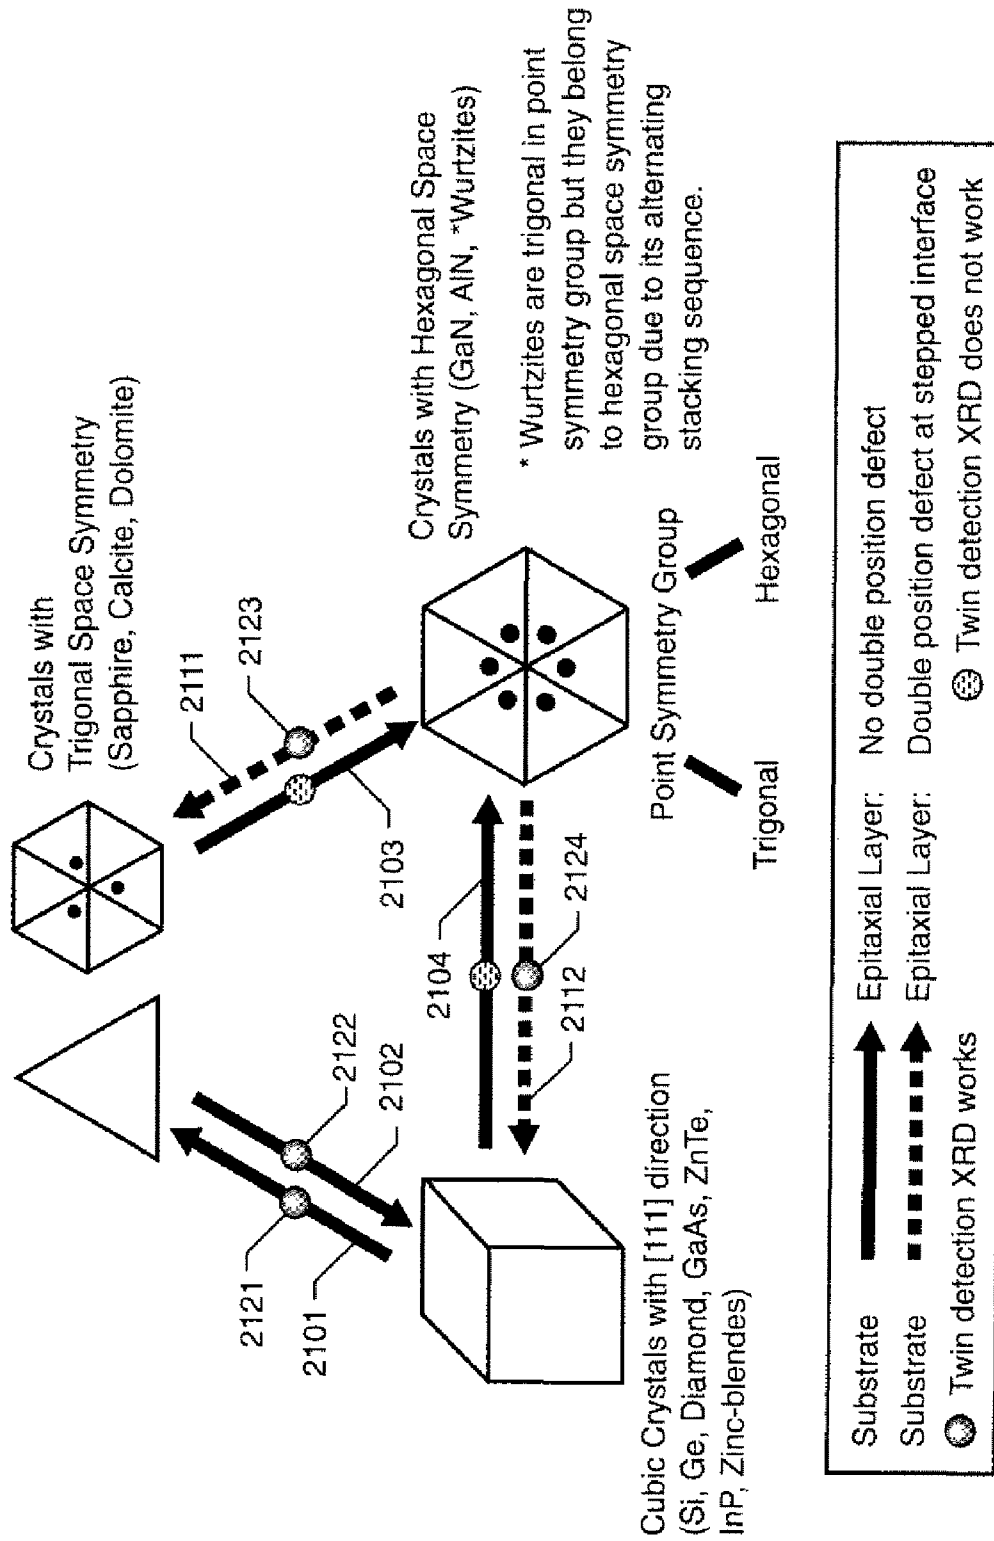 Crystals with
Trigonal Space Symmetry
(Sapphire, Calcite, Dolomite)
2121
2101
2122
2102
2111
2123
2103
2104
2112
2124
Crystals with Hexagonal Space
Symmetry (GaN, AlN, *Wurtzites)
* Wurtzites are trigonal in point
symmetry group but they belong
to hexagonal space symmetry
group due to its alternating
stacking sequence.
Cubic Crystals with [111] direction
(Si, Ge, Diamond, GaAs, ZnTe,
InP, Zinc-blendes)
Point Symmetry Group
Trigonal
Hexagonal
Substrate Epitaxial Layer: No double position defect
Substrate Epitaxial Layer: Double position defect at stepped interface
Twin detection XRD works Twin detection XRD does not work